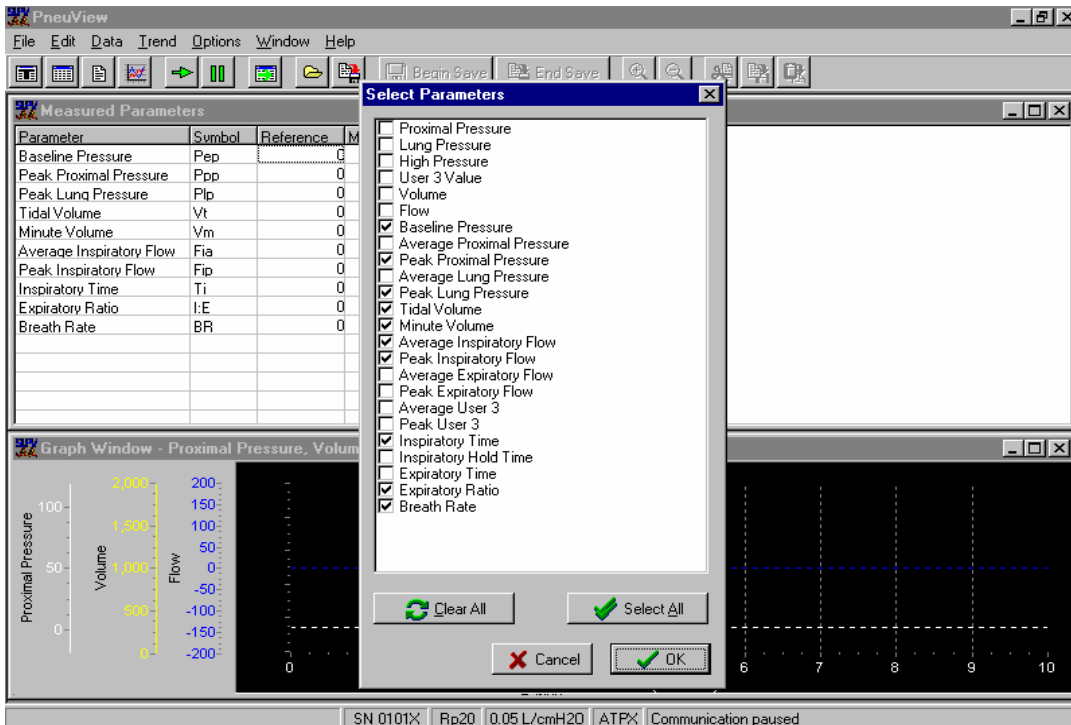 PneuView
File Edit Data Trend Options Window Help
Begin Save End Save
Measured Parameters
Parameter Symbol Reference M
Baseline Pressure Pep 0
Peak Proximal Pressure Ppp 0
Peak Lung Pressure Plp 0
Tidal Volume Vt 0
Minute Volume Vm 0
Average Inspiratory Flow Fia 0
Peak Inspiratory Flow Fip 0
Inspiratory Time Ti 0
Expiratory Ratio I:E 0
Breath Rate BR 0
Select Parameters
Proximal Pressure
Lung Pressure
High Pressure
User 3 Value
Volume
Flow
Baseline Pressure
Average Proximal Pressure
Peak Proximal Pressure
Average Lung Pressure
Peak Lung Pressure
Tidal Volume
Minute Volume
Average Inspiratory Flow
Peak Inspiratory Flow
Average Expiratory Flow
Peak Expiratory Flow
Average User 3
Peak User 3
Inspiratory Time
Inspiratory Hold Time
Expiratory Time
Expiratory Ratio
Breath Rate
Clear All Select All
Cancel OK
Graph Window - Proximal Pressure, Volum
Proximal Pressure
100
50
0
Volume
2,000
1,500
1,000
500
0
Flow
200
150
100
50
0
-50
-100
-150
-200
0 6 7 8 9 10
SN 0101X Rp20 0.05 L/cmH2O ATPX Communication paused